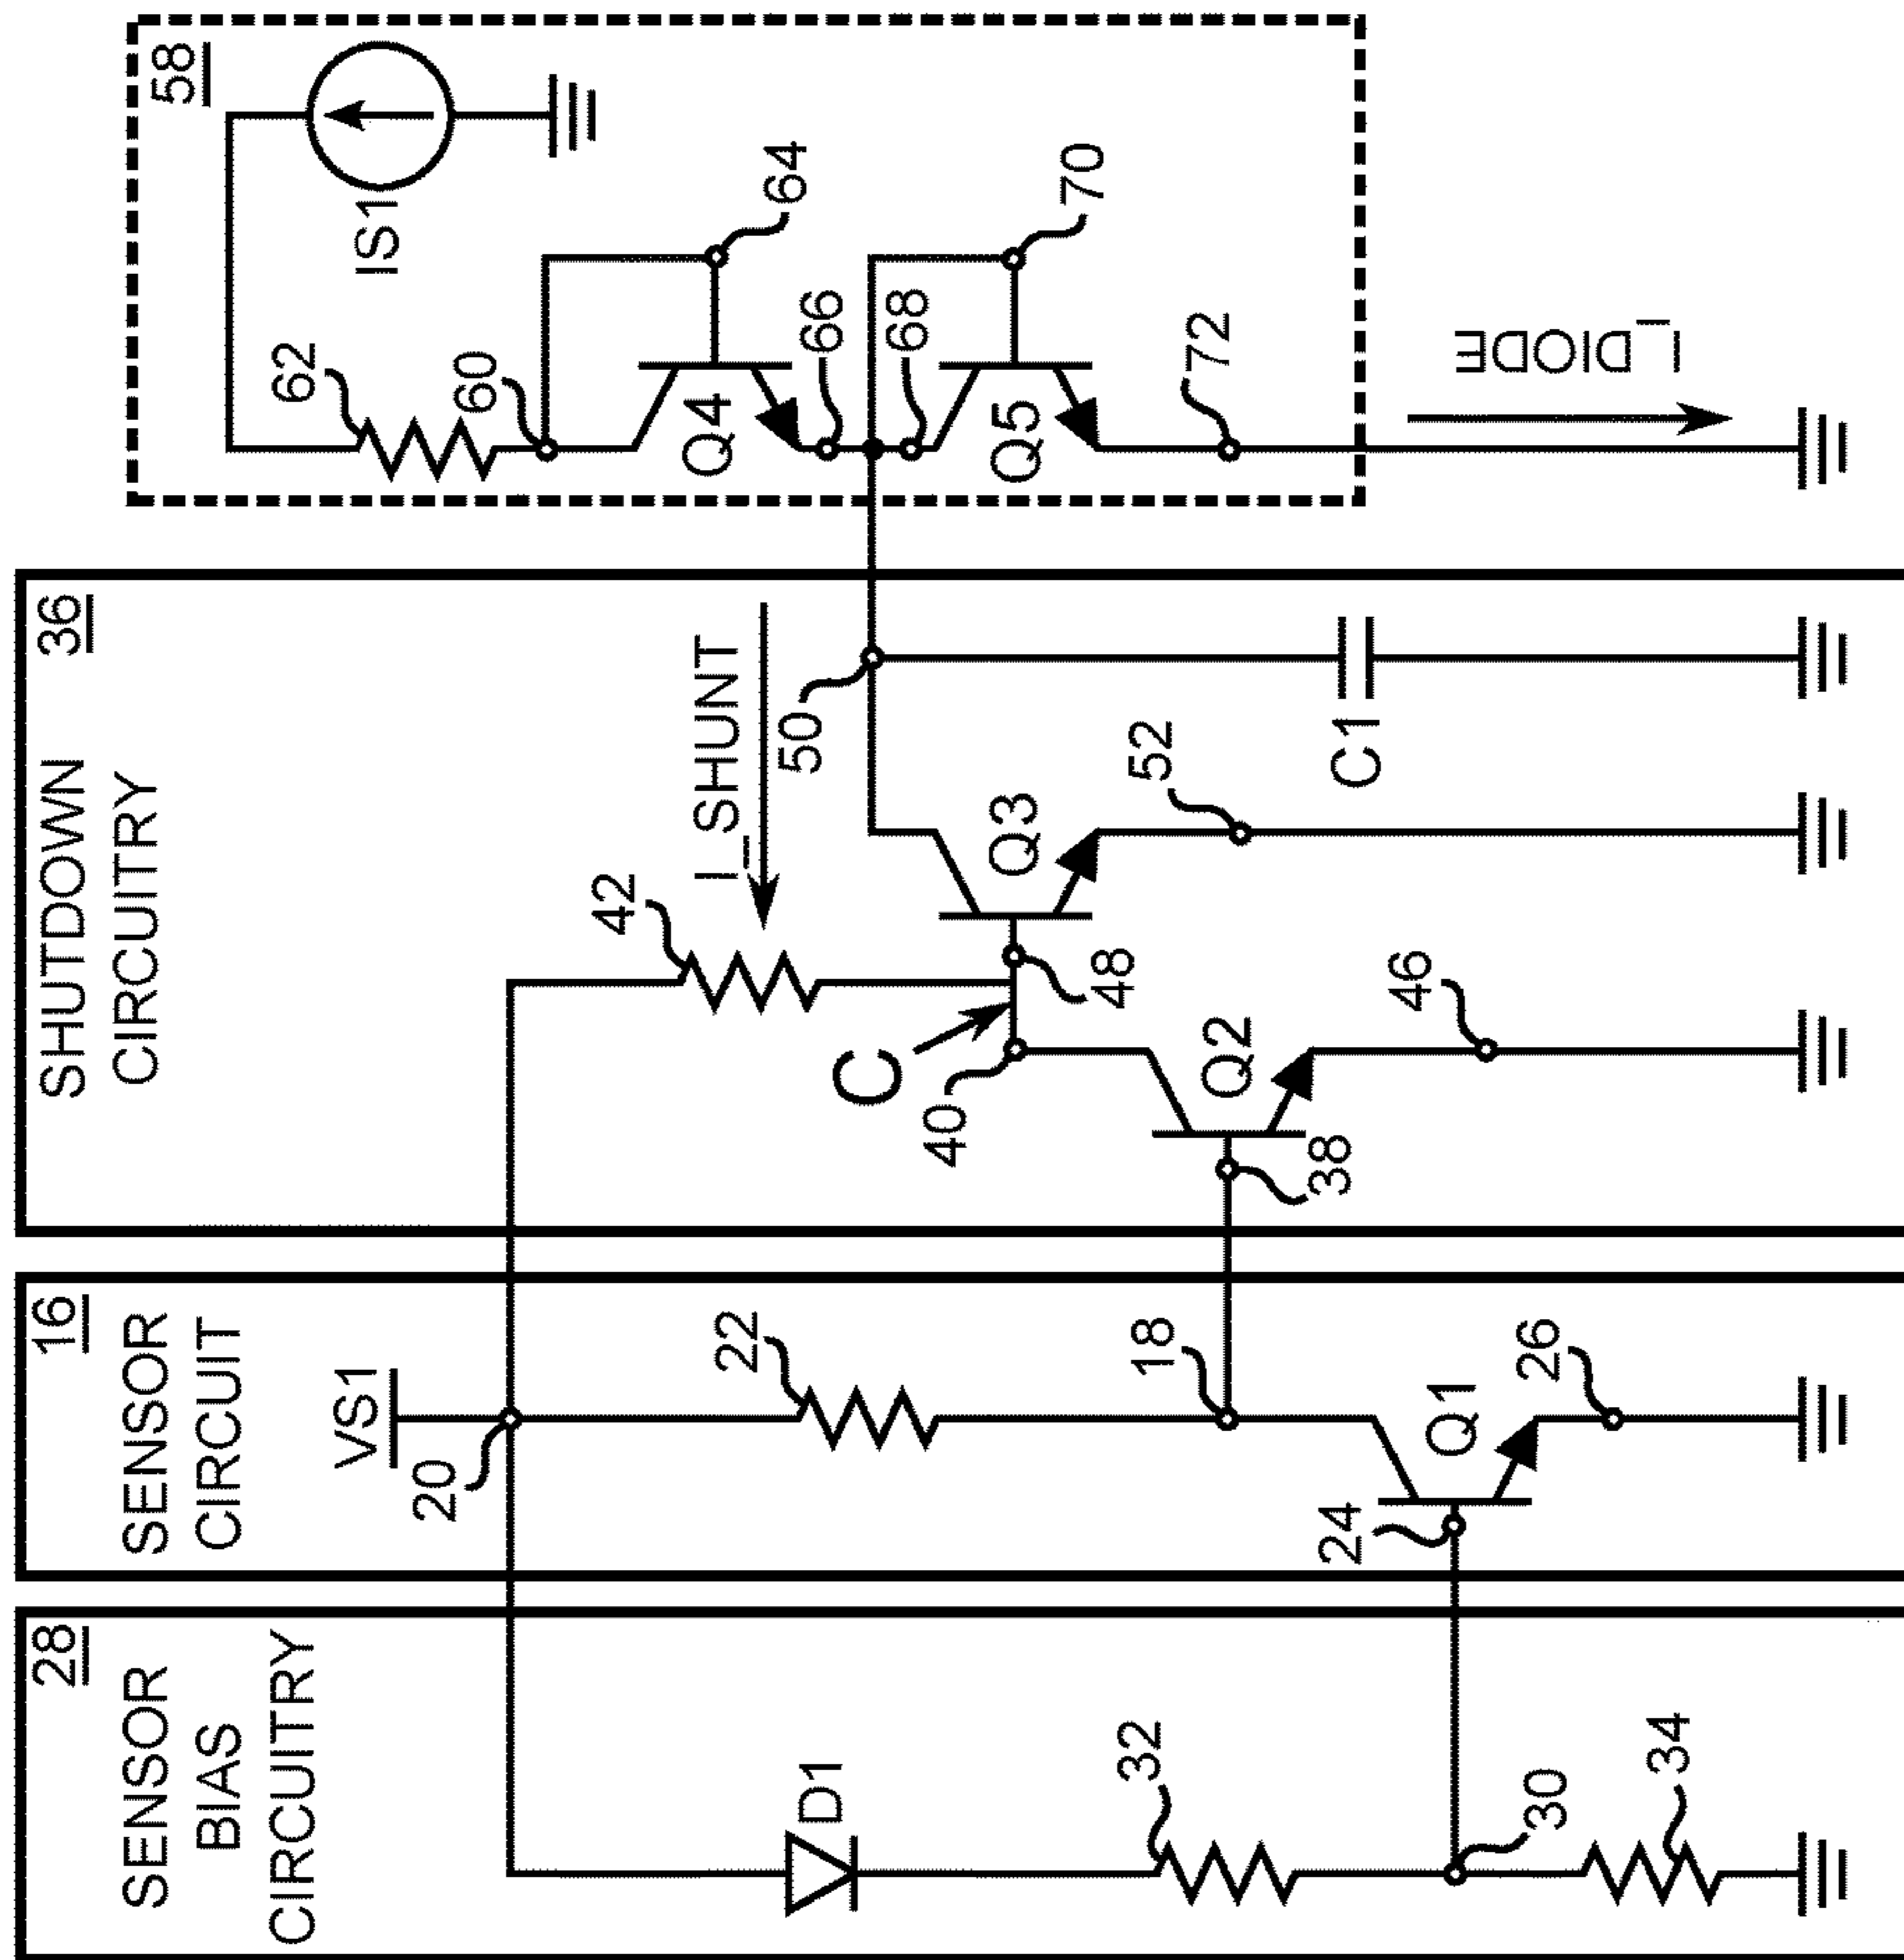 28
SENSOR
BIAS
CIRCUITRY
D1
32
30
34
16
SENSOR
CIRCUIT
VS1
20
22
18
24
Q1
26
36
SHUTDOWN
CIRCUITRY
42
I_SHUNT
C
40
48
50
Q3
38
Q2
52
46
C1
58
IS1
62
60
64
Q4
66
68
70
Q5
72
I_DIODE